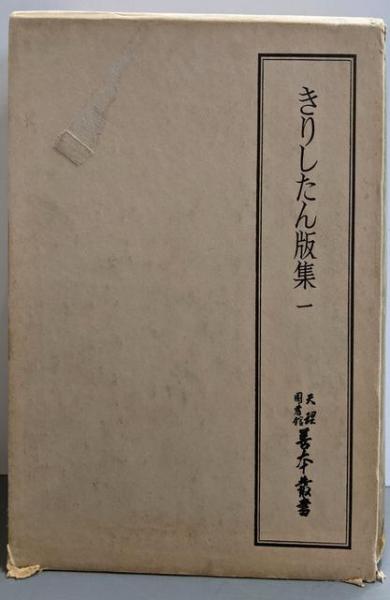 きりしたん版集 一
天理
図書館
善本叢書